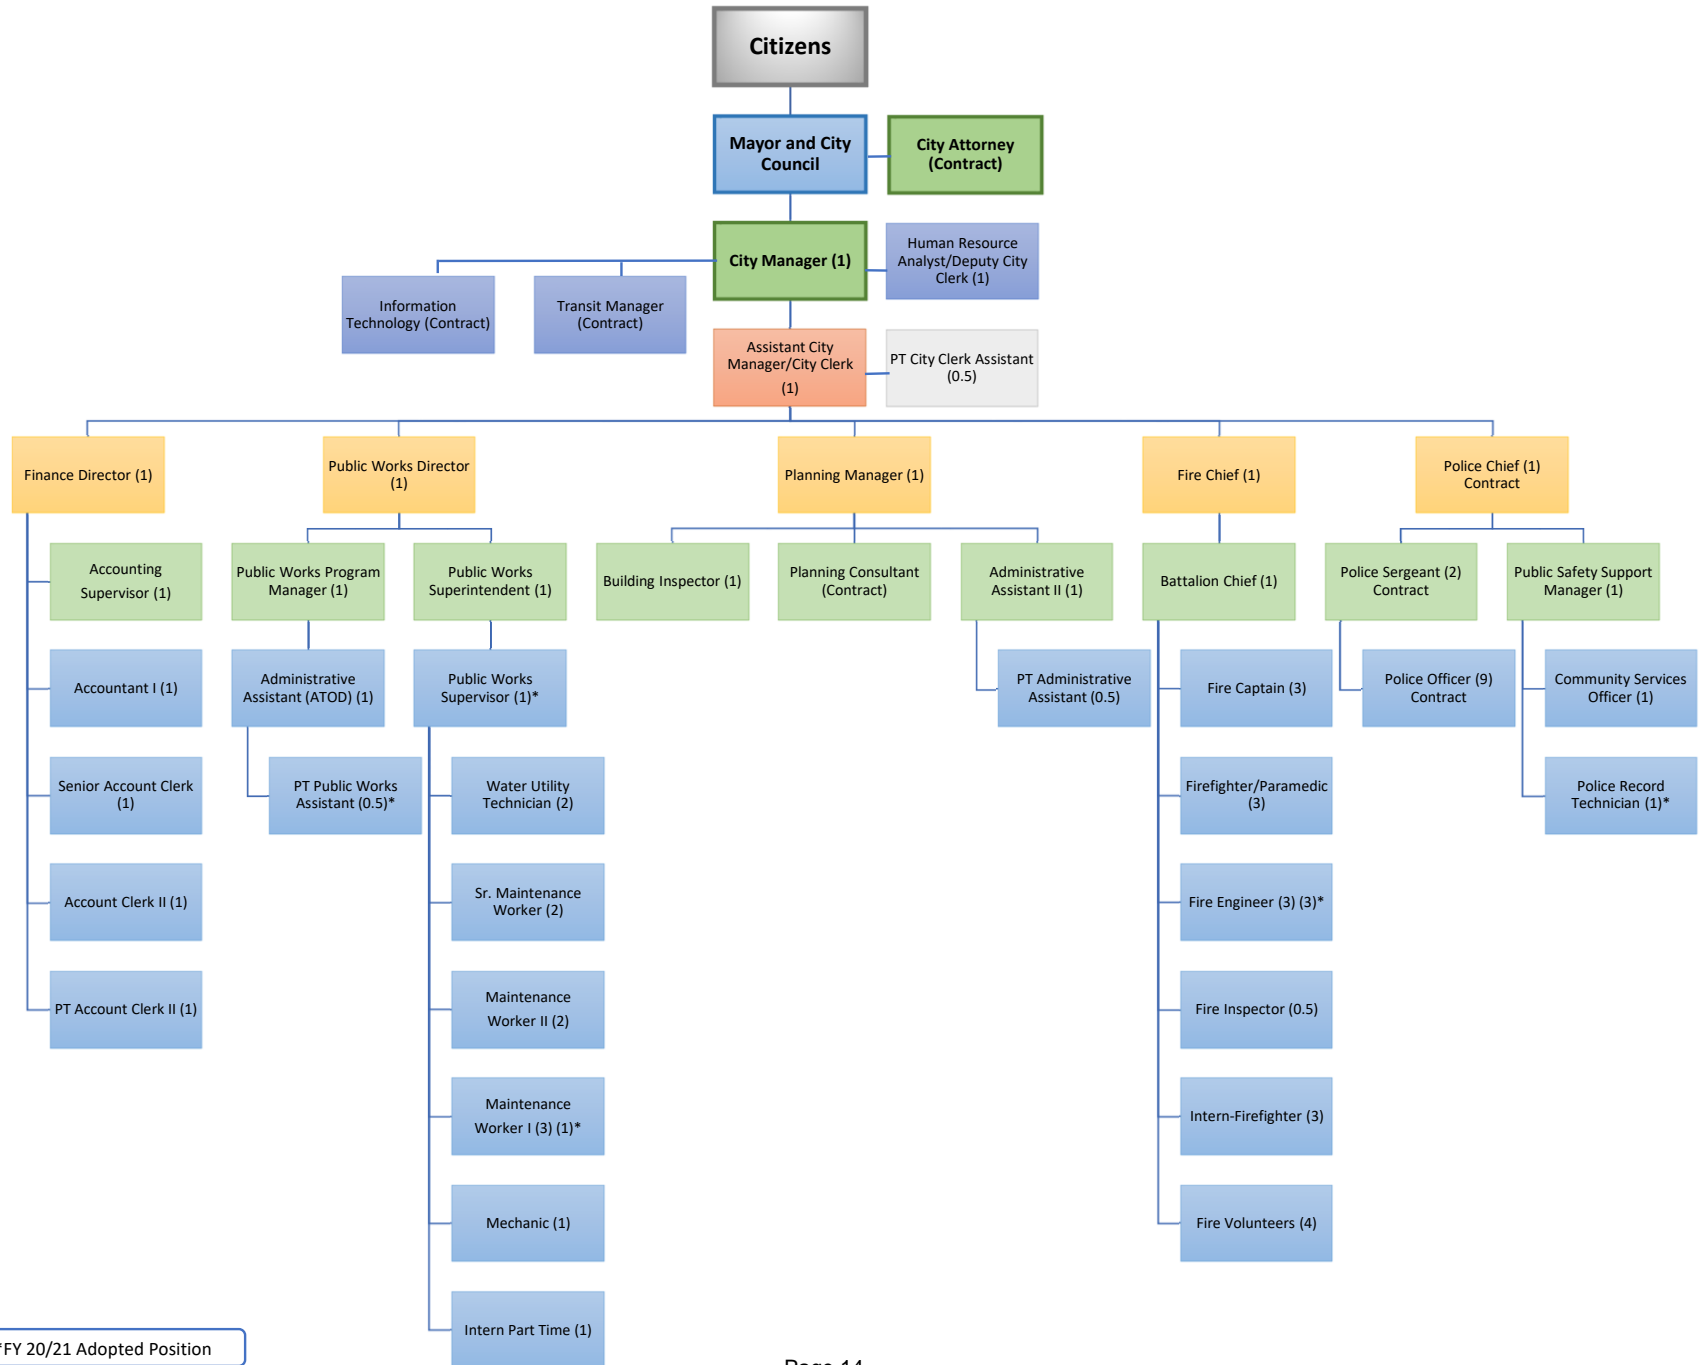 Citizens
Mayor and City
Council
City Attorney
(Contract)
City Manager (1)
Human Resource
Analyst/Deputy City
Clerk (1)
Information
Technology (Contract)
Transit Manager
(Contract)
Assistant City
Manager/City Clerk
(1)
PT City Clerk Assistant
(0.5)
Finance Director (1)
Public Works Director
(1)
Planning Manager (1)
Fire Chief (1)
Police Chief (1)
Contract
Accounting
Supervisor (1)
Public Works Program
Manager (1)
Public Works
Superintendent (1)
Building Inspector (1)
Planning Consultant
(Contract)
Administrative
Assistant II (1)
Battalion Chief (1)
Police Sergeant (2)
Contract
Public Safety Support
Manager (1)
Accountant I (1)
Administrative
Assistant (ATOD) (1)
Public Works
Supervisor (1)*
PT Administrative
Assistant (0.5)
Fire Captain (3)
Police Officer (9)
Contract
Community Services
Officer (1)
Senior Account Clerk
(1)
PT Public Works
Assistant (0.5)*
Water Utility
Technician (2)
Firefighter/Paramedic
(3)
Police Record
Technician (1)*
Account Clerk II (1)
Sr. Maintenance
Worker (2)
Fire Engineer (3) (3)*
PT Account Clerk II (1)
Maintenance
Worker II (2)
Fire Inspector (0.5)
Maintenance
Worker I (3) (1)*
Intern-Firefighter (3)
Mechanic (1)
Fire Volunteers (4)
Intern Part Time (1)
*FY 20/21 Adopted Position
Page 14